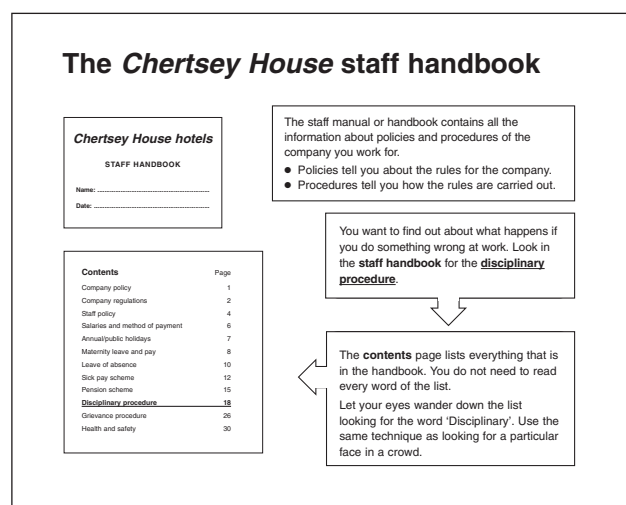 The Chertsey House staff handbook
Chertsey House hotels
STAFF HANDBOOK
Name: ........................................................
Date: .........................................................
The staff manual or handbook contains all the
information about policies and procedures of the
company you work for.
● Policies tell you about the rules for the company.
● Procedures tell you how the rules are carried out.
You want to find out about what happens if
you do something wrong at work. Look in
the staff handbook for the disciplinary
procedure.
Contents Page
Company policy 1
Company regulations 2
Staff policy 4
Salaries and method of payment 6
Annual/public holidays 7
Maternity leave and pay 8
Leave of absence 10
Sick pay scheme 12
Pension scheme 15
Disciplinary procedure 18
Grievance procedure 26
Health and safety 30
The contents page lists everything that is
in the handbook. You do not need to read
every word of the list.
Let your eyes wander down the list
looking for the word ‘Disciplinary’. Use the
same technique as looking for a particular
face in a crowd.